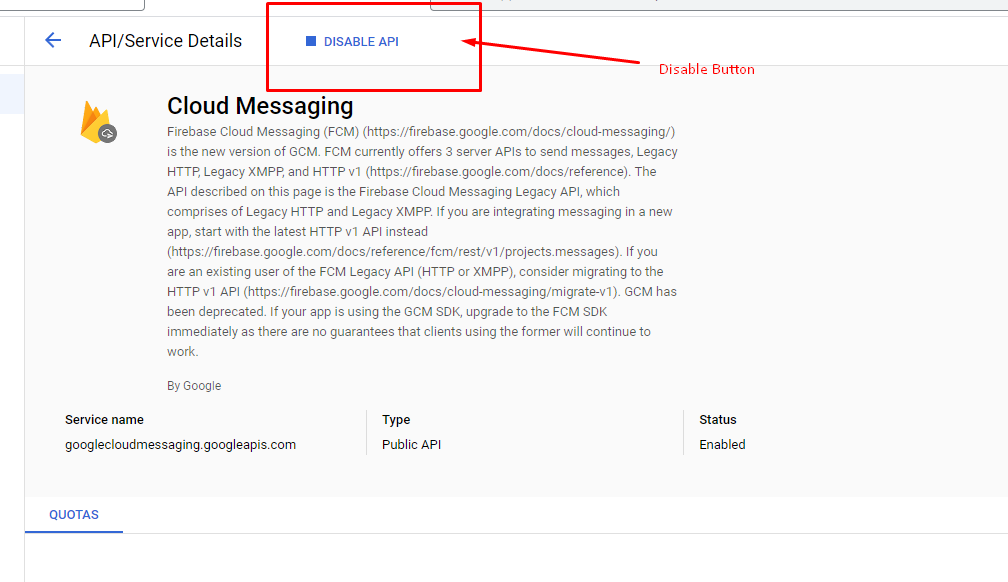 API/Service Details
DISABLE API
Disable Button
Cloud Messaging
Firebase Cloud Messaging (FCM) (https://firebase.google.com/docs/cloud-messaging/)
is the new version of GCM. FCM currently offers 3 server APIs to send messages, Legacy
HTTP, Legacy XMPP, and HTTP v1 (https://firebase.google.com/docs/reference). The
API described on this page is the Firebase Cloud Messaging Legacy API, which
comprises of Legacy HTTP and Legacy XMPP. If you are integrating messaging in a new
app, start with the latest HTTP v1 API instead
(https://firebase.google.com/docs/reference/fcm/rest/v1/projects.messages). If you
are an existing user of the FCM Legacy API (HTTP or XMPP), consider migrating to the
HTTP v1 API (https://firebase.google.com/docs/cloud-messaging/migrate-v1). GCM has
been deprecated. If your app is using the GCM SDK, upgrade to the FCM SDK
immediately as there are no guarantees that clients using the former will continue to
work.
By Google
Service name
googlecloudmessaging.googleapis.com
Type
Public API
Status
Enabled
QUOTAS